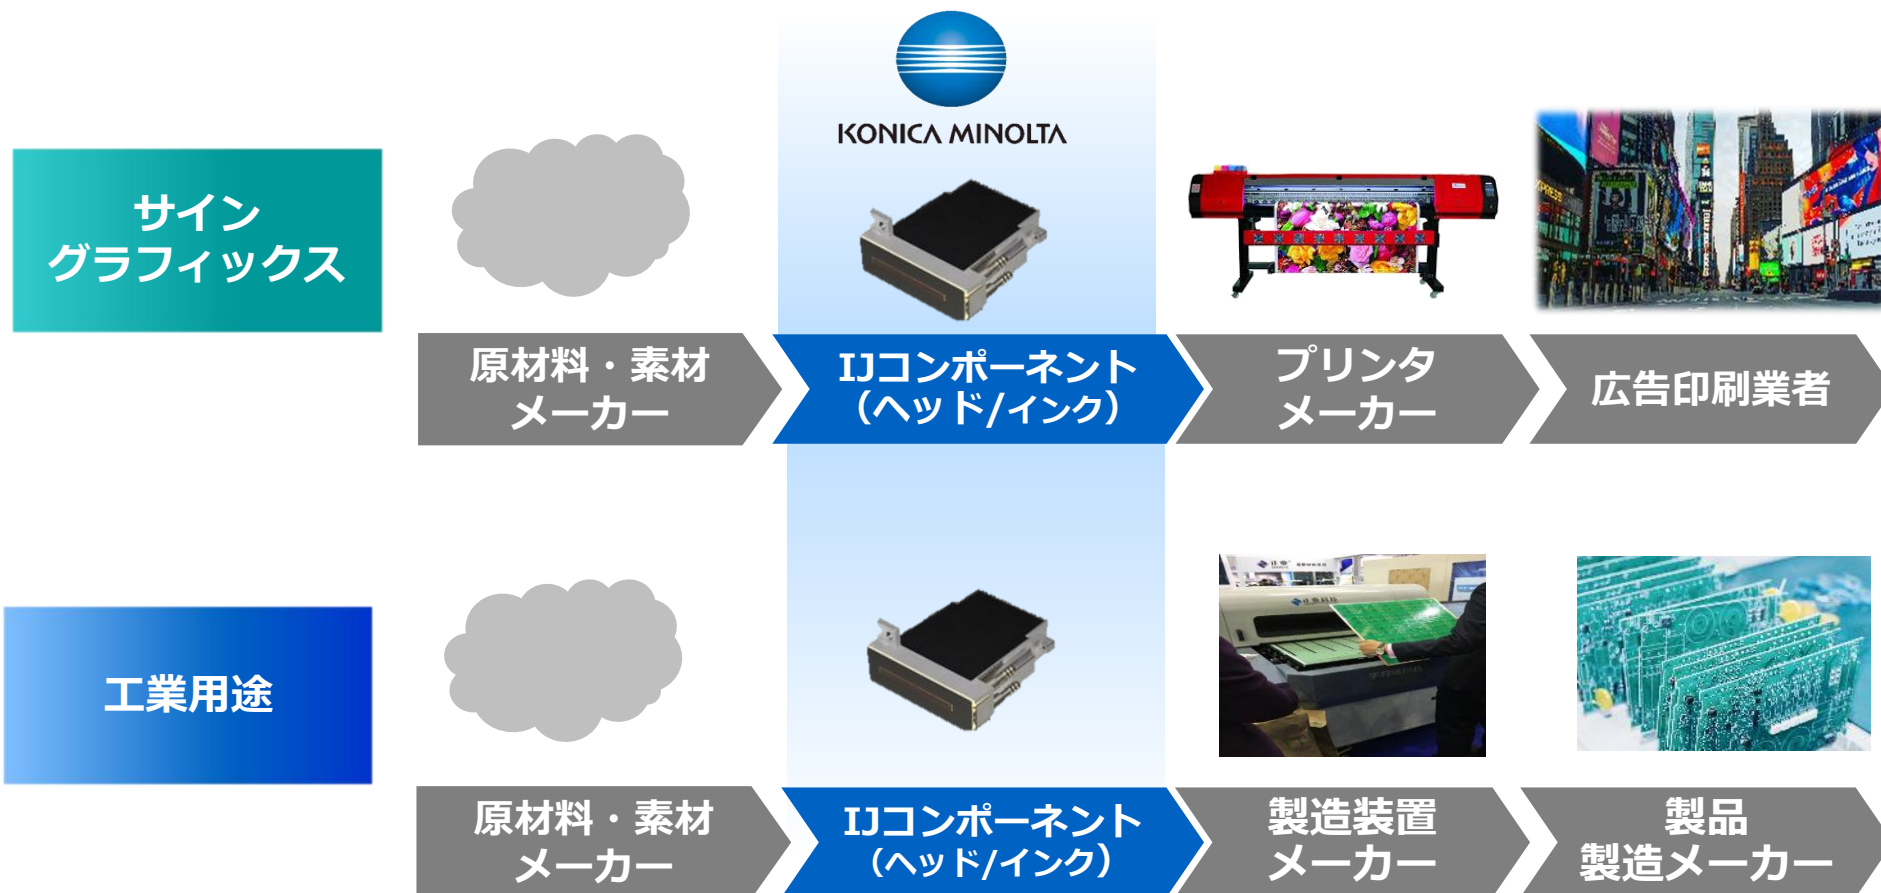 KONICA MINOLTA
サイン
グラフィックス
原材料・素材
メーカー
IJコンポーネント
（ヘッド/インク）
プリンタ
メーカー
広告印刷業者
工業用途
原材料・素材
メーカー
IJコンポーネント
（ヘッド/インク）
製造装置
メーカー
製品
製造メーカー